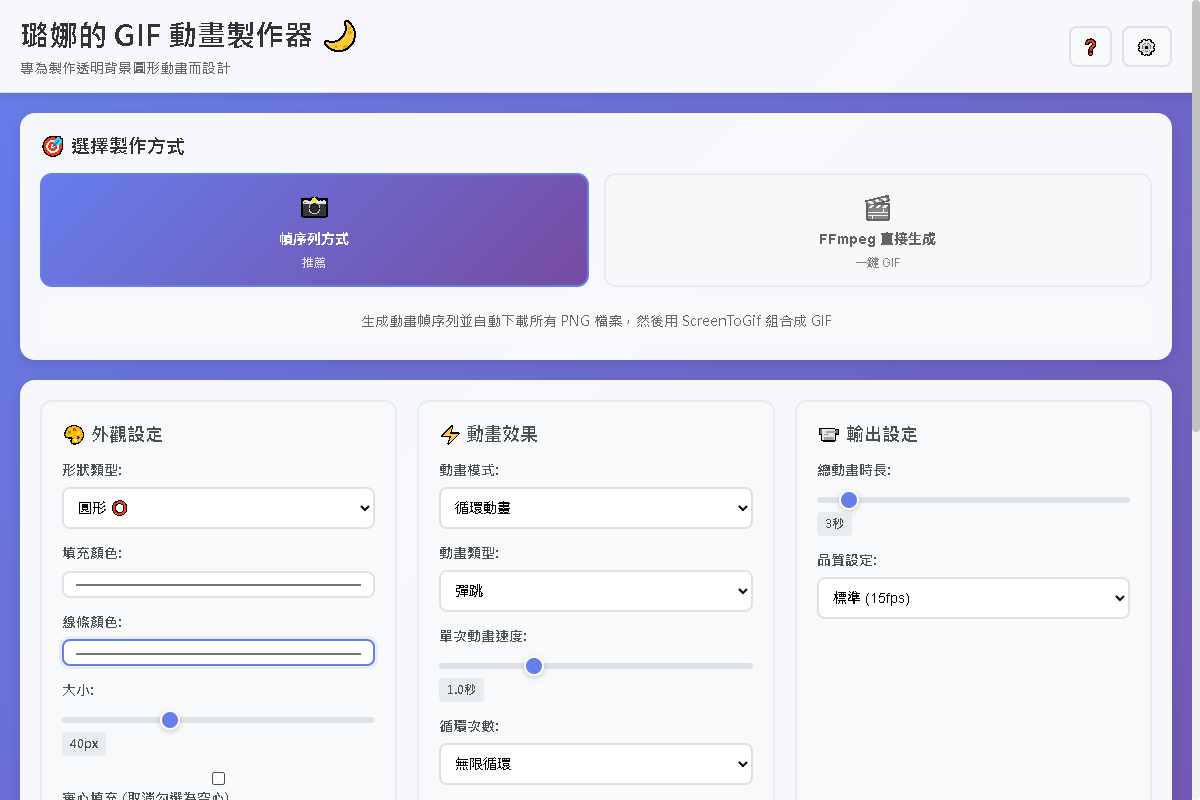 璐娜的 GIF 動畫製作器 🌙
專為製作透明背景圓形動畫而設計
❓
⚙️
🎯 選擇製作方式
幀序列方式
推薦
FFmpeg 直接生成
一鍵 GIF
生成動畫幀序列並自動下載所有 PNG 檔案，然後用 ScreenToGif 組合成 GIF
🎨 外觀設定
形狀類型:
圓形 ⭕
填充顏色:
線條顏色:
大小:
40px
實心填充 (取消勾選為空心)
⚡ 動畫效果
動畫模式:
循環動畫
動畫類型:
彈跳
單次動畫速度:
1.0秒
循環次數:
無限循環
輸出設定
總動畫時長:
3秒
品質設定:
標準 (15fps)